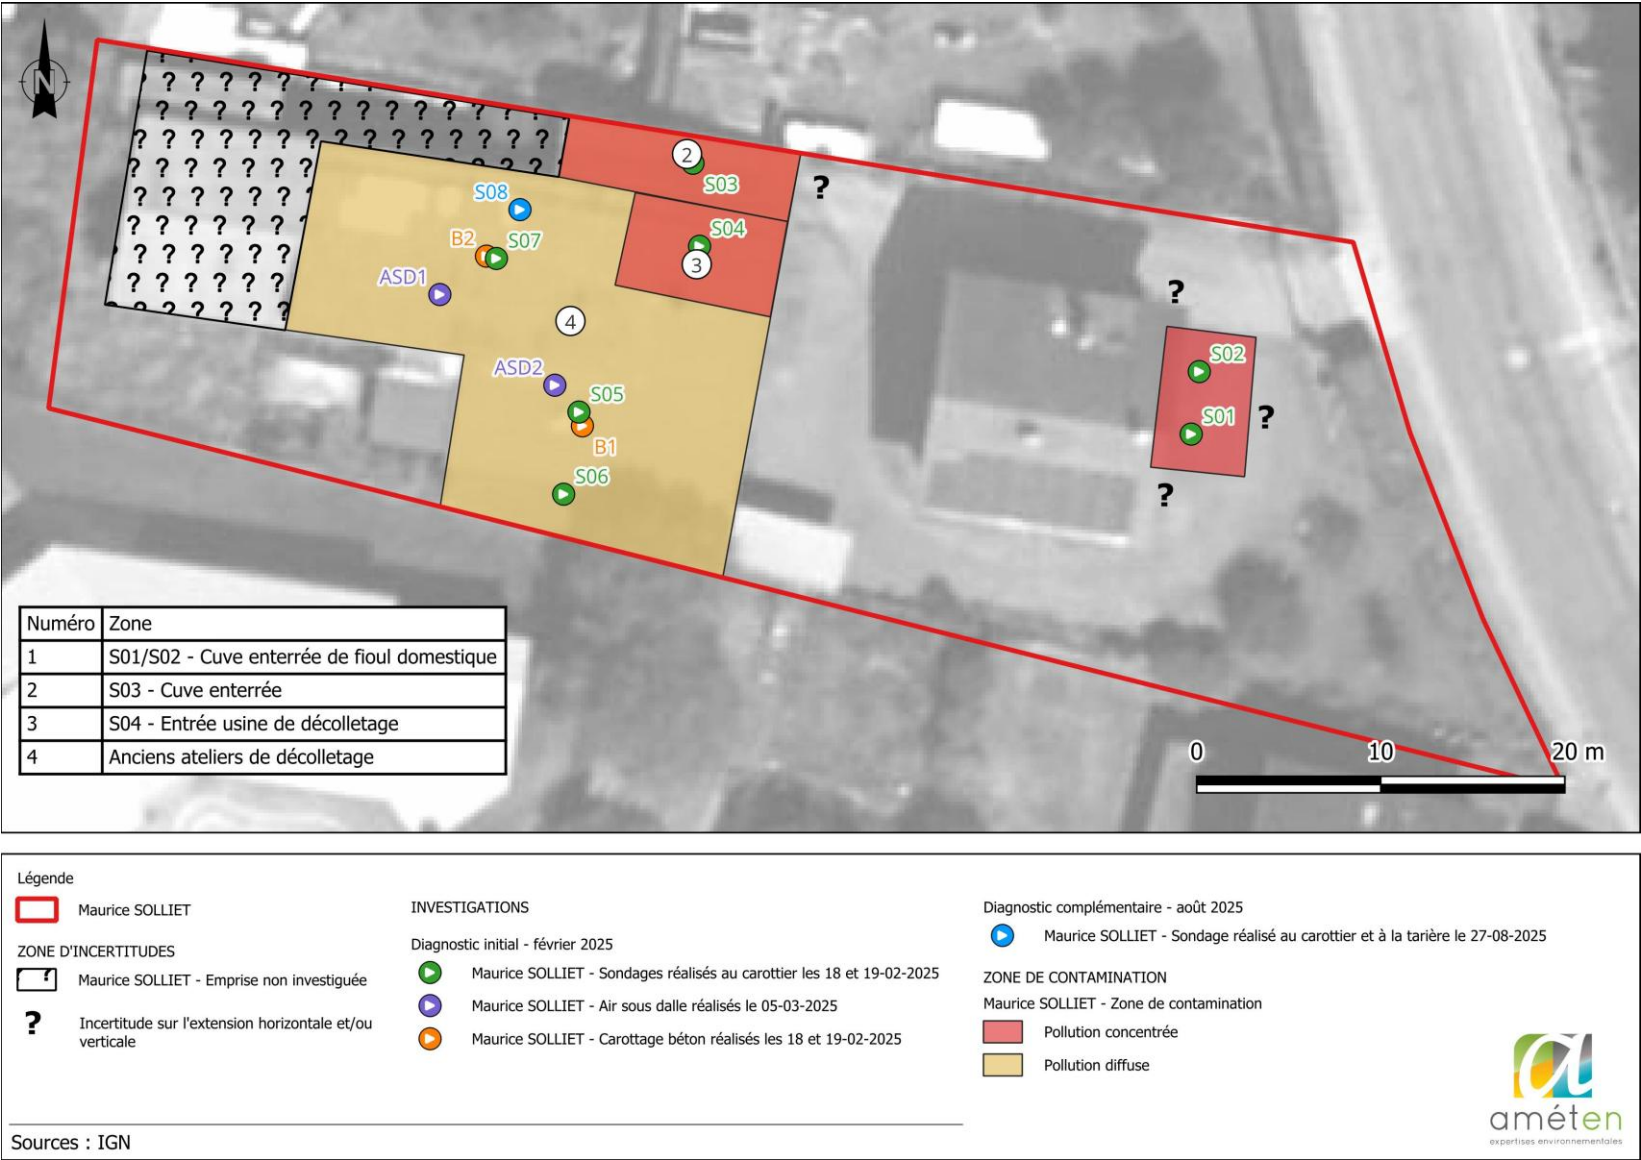 N
2
S03
?
S08
S04
B2
S07
3
ASD1
?
4
S02
ASD2
S05
S01
?
B1
S06
?
Numéro Zone
1 S01/S02 - Cuve enterrée de fioul domestique
2 S03 - Cuve enterrée
3 S04 - Entrée usine de décolletage
4 Anciens ateliers de décolletage
0 10 20 m
Légende
Maurice SOLLIET
ZONE D'INCERTITUDES
Maurice SOLLIET - Emprise non investiguée
? Incertitude sur l'extension horizontale et/ou
verticale
INVESTIGATIONS
Diagnostic initial - février 2025
Maurice SOLLIET - Sondages réalisés au carottier les 18 et 19-02-2025
Maurice SOLLIET - Air sous dalle réalisés le 05-03-2025
Maurice SOLLIET - Carottage béton réalisés les 18 et 19-02-2025
Diagnostic complémentaire - août 2025
Maurice SOLLIET - Sondage réalisé au carottier et à la tarière le 27-08-2025
ZONE DE CONTAMINATION
Maurice SOLLIET - Zone de contamination
Pollution concentrée
Pollution diffuse
a
améten
expertises environnementales
Sources : IGN